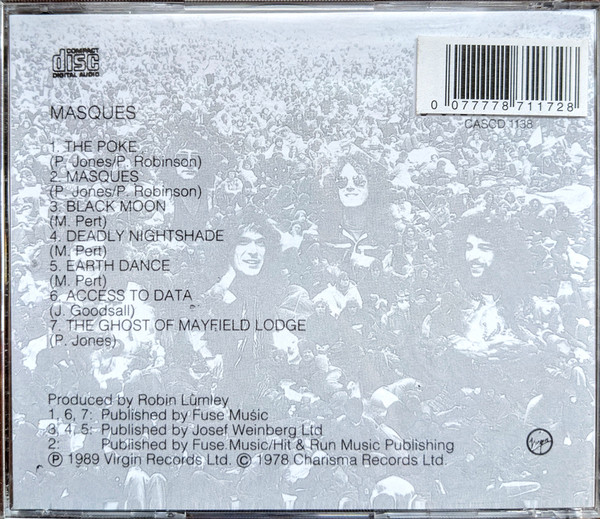 COMPACT
disc
DIGITAL AUDIO
0 077778 711728
CASCD 1138
MASQUES
1. THE POKE
(P. Jones/P. Robinson)
2. MASQUES
(P. Jones/P. Robinson)
3. BLACK MOON
(M. Pert)
4. DEADLY NIGHTSHADE
(M. Pert)
5. EARTH DANCE
(M. Pert)
6. ACCESS TO DATA
(J. Goodsall)
7. THE GHOST OF MAYFIELD LODGE
(P. Jones)
Produced by Robin Lumley
1, 6, 7: Published by Fuse Music
3, 4, 5: Published by Josef Weinberg Ltd
2: Published by Fuse Music/Hit & Run Music Publishing
Ⓟ 1989 Virgin Records Ltd. © 1978 Charisma Records Ltd.
Virgin